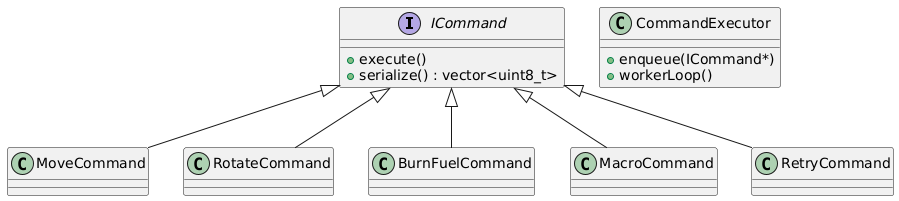 I ICommand
execute()
serialize() : vector<uint8_t>
C CommandExecutor
enqueue(ICommand*)
workerLoop()
C MoveCommand
C RotateCommand
C BurnFuelCommand
C MacroCommand
C RetryCommand